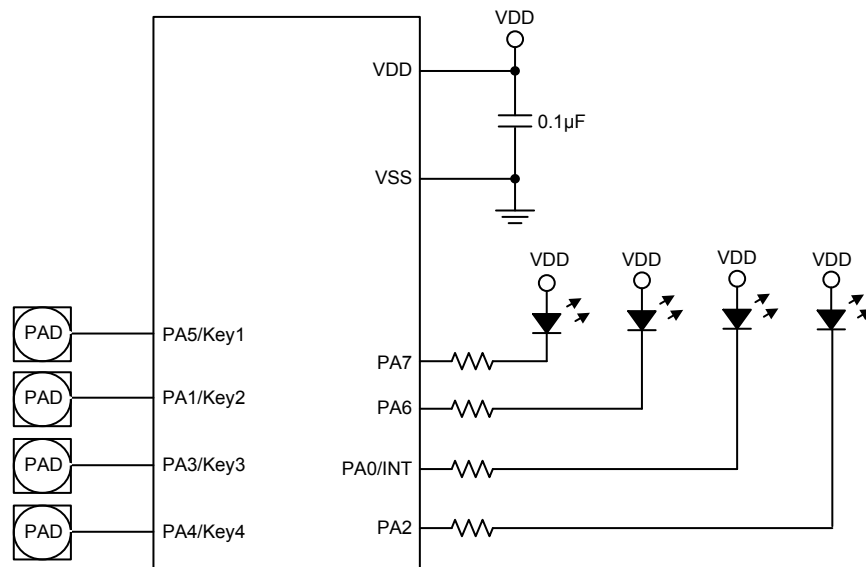 VDD
VDD
0.1µF
VSS
VDD
VDD
VDD
VDD
PAD
PA5/Key1
PA7
PAD
PA1/Key2
PA6
PAD
PA3/Key3
PA0/INT
PAD
PA4/Key4
PA2